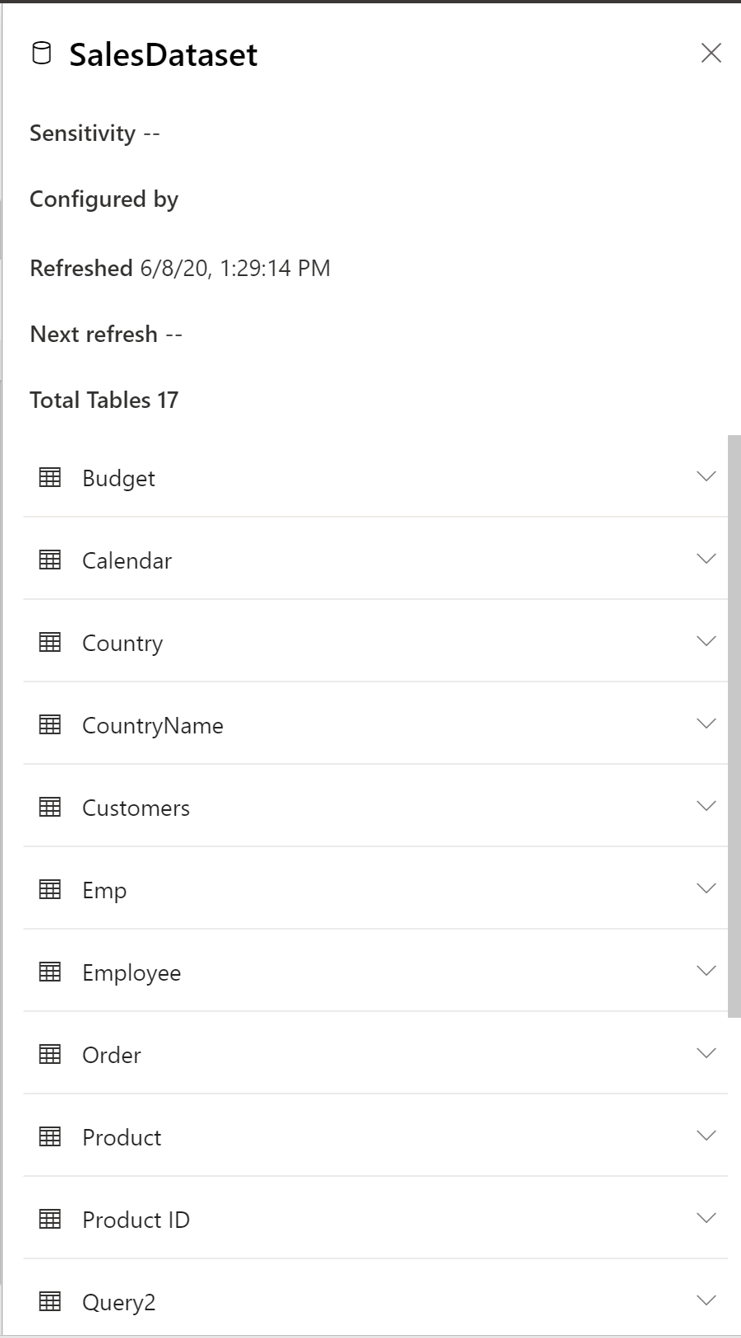 SalesDataset
Sensitivity --
Configured by
Refreshed 6/8/20, 1:29:14 PM
Next refresh --
Total Tables 17
Budget
Calendar
Country
CountryName
Customers
Emp
Employee
Order
Product
Product ID
Query2